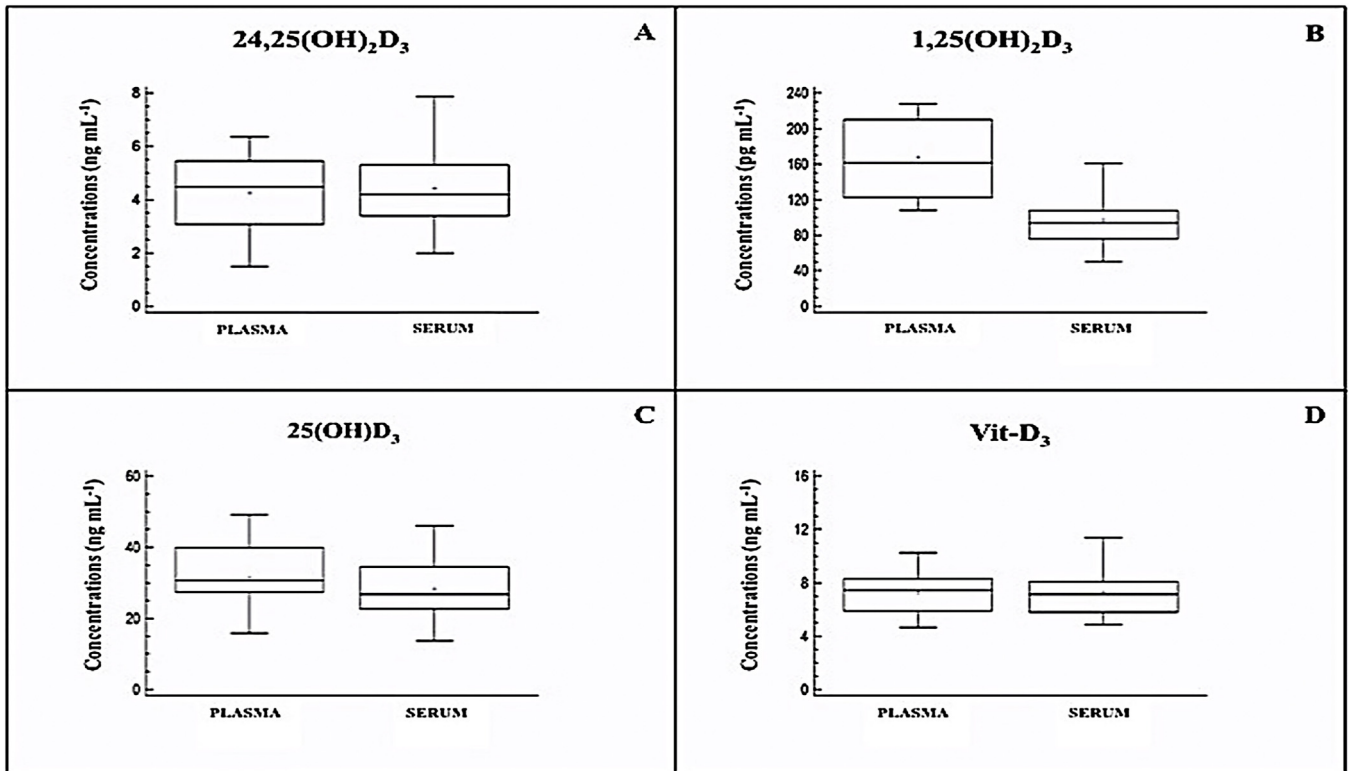 A
24,25(OH)₂D₃
Concentrations (ng mL⁻¹)
8
6
4
2
0
PLASMA SERUM
B
1,25(OH)₂D₃
Concentrations (pg mL⁻¹)
240
200
160
120
80
40
0
PLASMA SERUM
C
25(OH)D₃
Concentrations (ng mL⁻¹)
60
40
20
0
PLASMA SERUM
D
Vit-D₃
Concentrations (ng mL⁻¹)
16
12
8
4
0
PLASMA SERUM